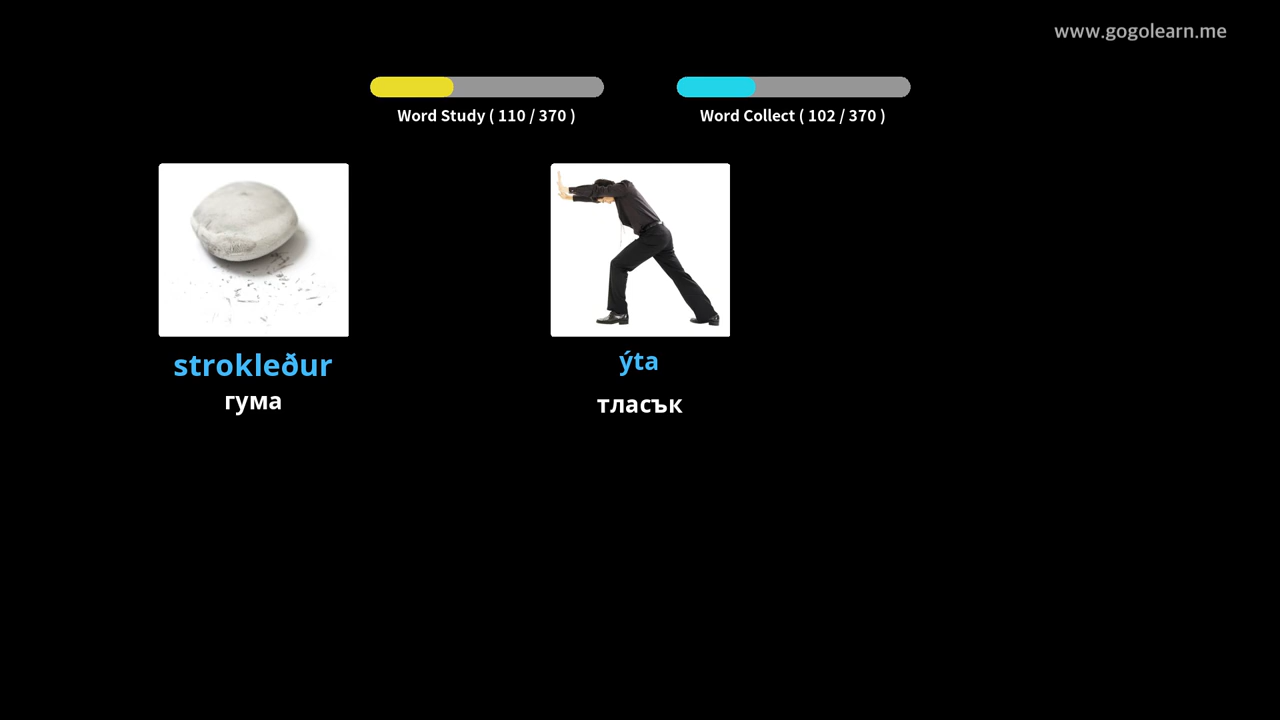 www.gogolearn.me
Word Study ( 110 / 370 )
Word Collect ( 102 / 370 )
strokleður
гума
ýta
тласък